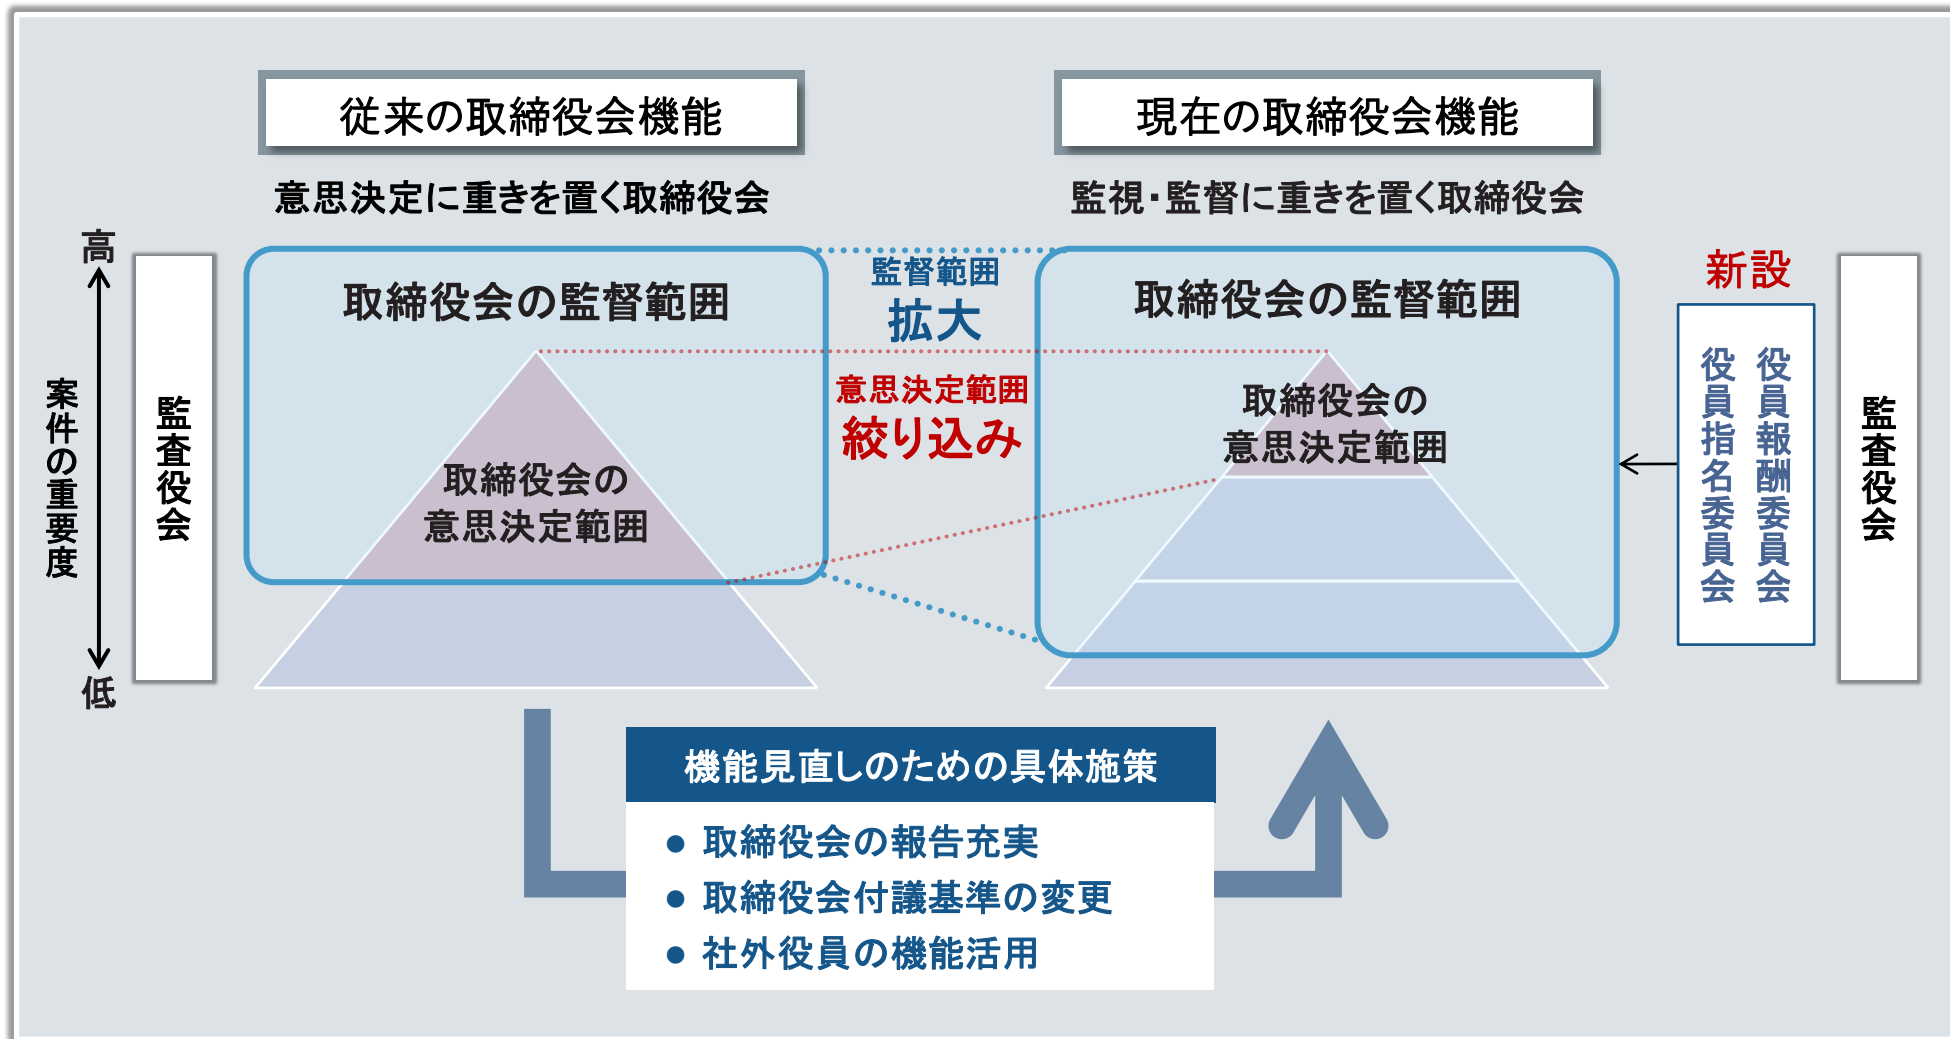 従来の取締役会機能
現在の取締役会機能
意思決定に重きを置く取締役会
監視・監督に重きを置く取締役会
高
案件の重要度
低
監査役会
取締役会の監督範囲
取締役会の
意思決定範囲
監督範囲
拡大
意思決定範囲
絞り込み
取締役会の監督範囲
取締役会の
意思決定範囲
新設
役員報酬委員会
役員指名委員会
監査役会
機能見直しのための具体施策
● 取締役会の報告充実
● 取締役会付議基準の変更
● 社外役員の機能活用